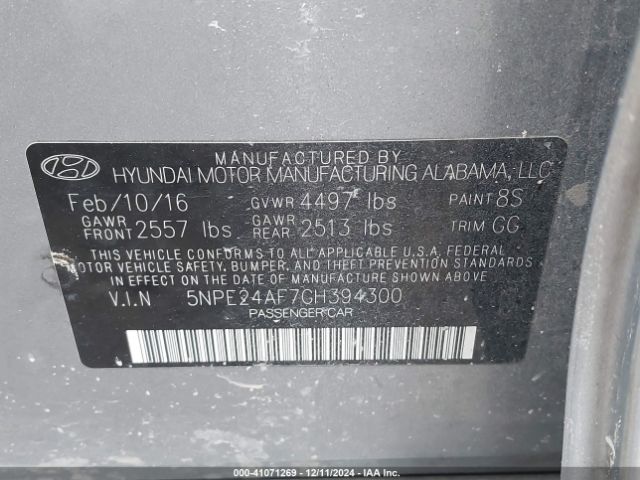 MANUFACTURED BY
HYUNDAI MOTOR MANUFACTURING ALABAMA, LLC
Feb/10/16 GVWR 4497 lbs PAINT 8S
GAWR FRONT 2557 lbs GAWR REAR 2513 lbs TRIM GG
THIS VEHICLE CONFORMS TO ALL APPLICABLE U.S.A. FEDERAL
MOTOR VEHICLE SAFETY, BUMPER, AND THEFT PREVENTION STANDARDS
IN EFFECT ON THE DATE OF MANUFACTURE SHOWN ABOVE
V.I.N 5NPE24AF7GH394300
PASSENGER CAR
000-41071269 - 12/11/2024 - IAA Inc.